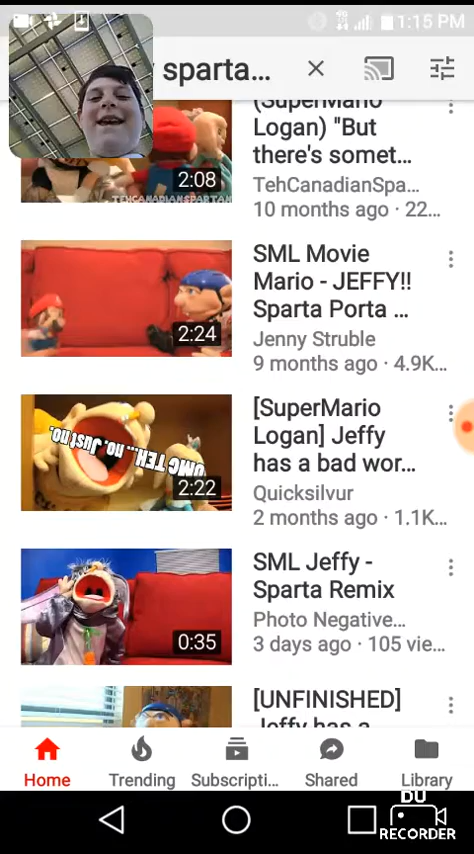 1:15 PM
sparta...
(SuperMario
Logan) "But
there's somet...
TehCanadianSpa...
10 months ago · 22...
2:08
TEHCANADIANSPARTAN
SML Movie
Mario - JEFFY!!
Sparta Porta ...
Jenny Struble
9 months ago · 4.9K...
2:24
[SuperMario
Logan] Jeffy
has a bad wor...
Quicksilvur
2 months ago · 1.1K...
OMG TEH... no. Just no.
2:22
SML Jeffy -
Sparta Remix
Photo Negative...
3 days ago · 105 vie...
0:35
[UNFINISHED]
Jeffy has a
Home
Trending
Subscripti...
Shared
Library
DU
RECORDER